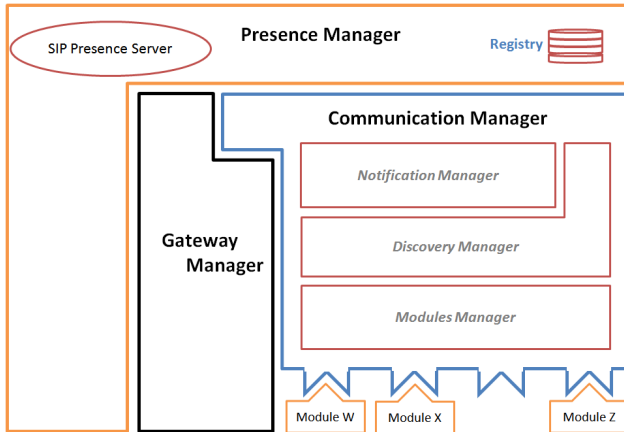 SIP Presence Server
Presence Manager
Registry
Communication Manager
Notification Manager
Gateway
Manager
Discovery Manager
Modules Manager
Module W
Module X
Module Z